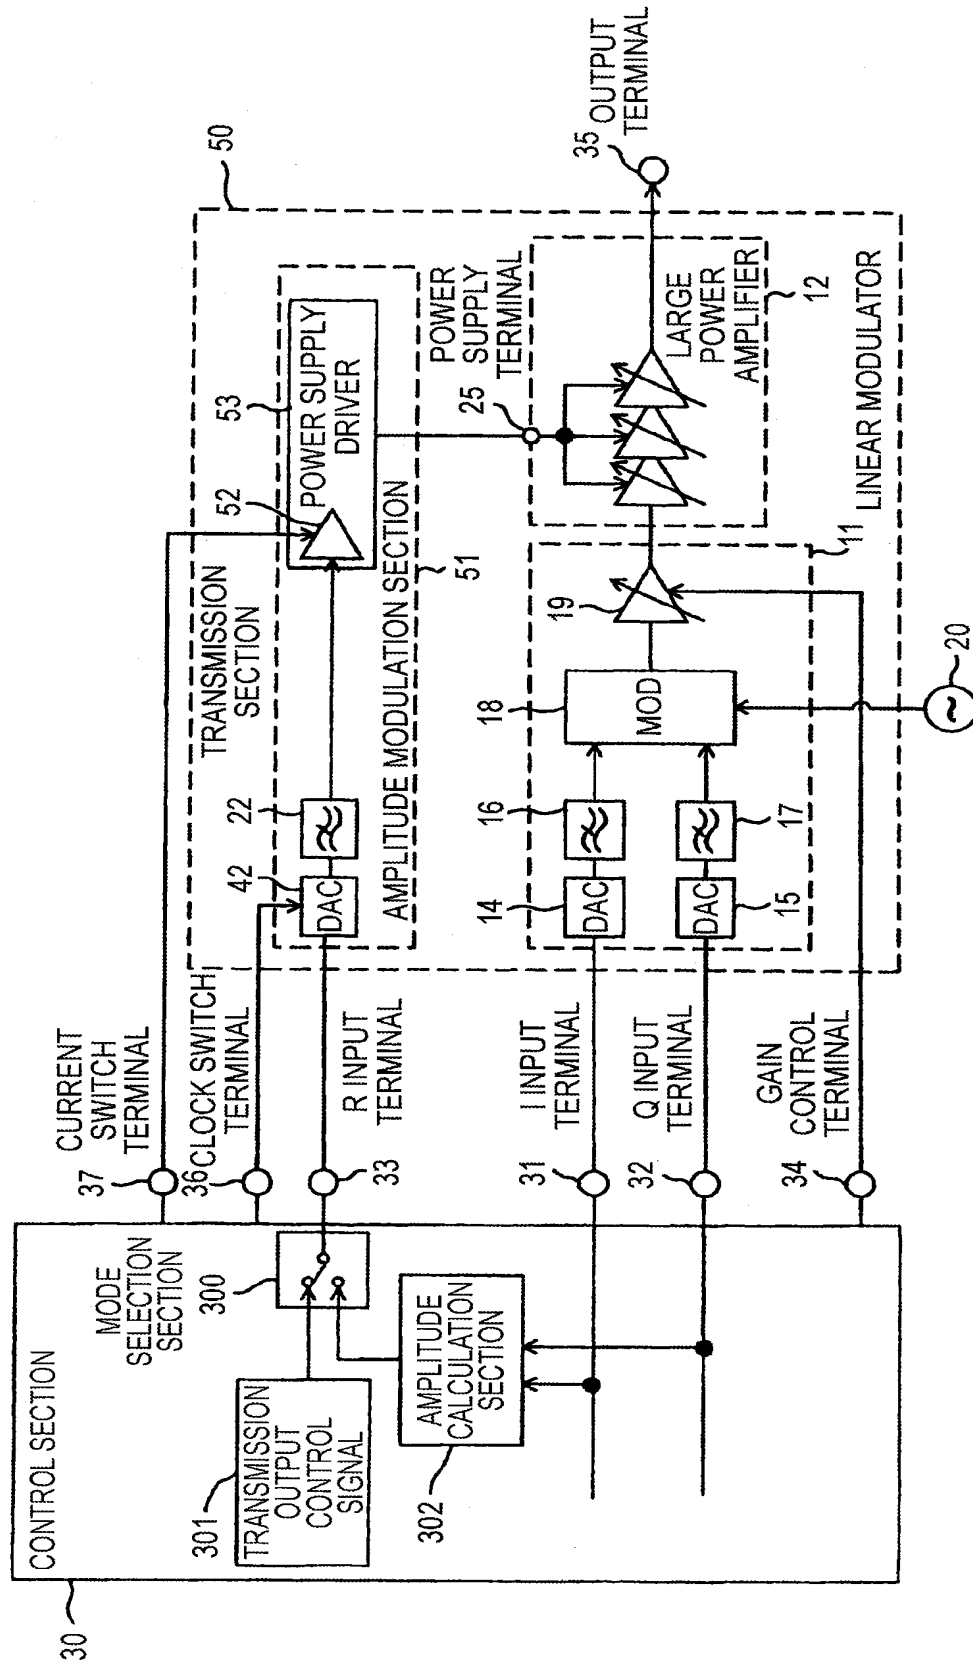 30
CONTROL SECTION
MODE
SELECTION
SECTION
300
301
TRANSMISSION
OUTPUT
CONTROL
SIGNAL
302
AMPLITUDE
CALCULATION
SECTION
37
CURRENT
SWITCH
TERMINAL
36
CLOCK SWITCH
TERMINAL
33
R INPUT
TERMINAL
31
I INPUT
TERMINAL
32
Q INPUT
TERMINAL
34
GAIN
CONTROL
TERMINAL
50
TRANSMISSION
SECTION
42
DAC
22
52
53
POWER SUPPLY
DRIVER
AMPLITUDE MODULATION SECTION
51
14
DAC
16
15
DAC
17
18
MOD
19
11
LINEAR MODULATOR
20
25
POWER
SUPPLY
TERMINAL
LARGE
POWER
AMPLIFIER
12
35
OUTPUT
TERMINAL